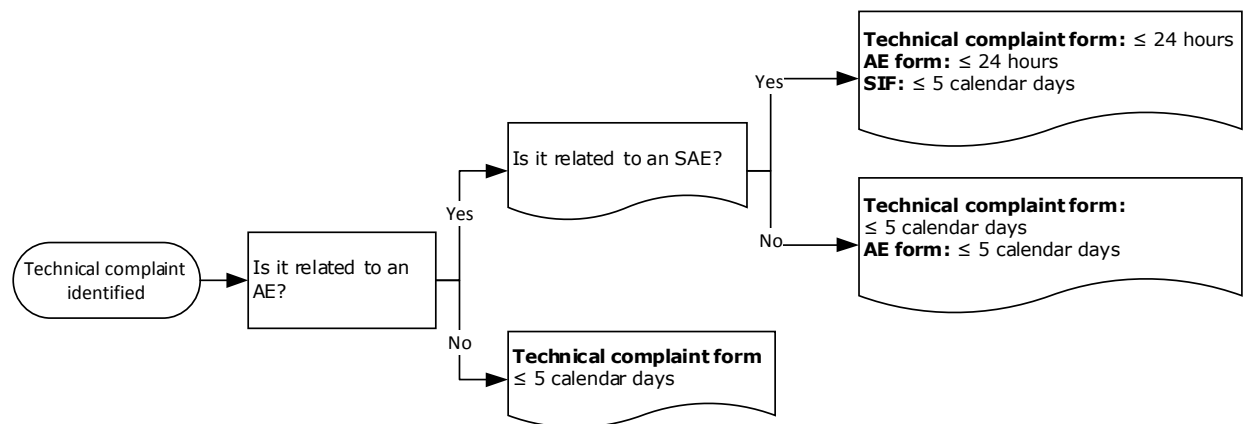 Technical complaint
identified
Is it related to an
AE?
Yes
No
Is it related to an SAE?
Technical complaint form
≤ 5 calendar days
Yes
No
Technical complaint form: ≤ 24 hours
AE form: ≤ 24 hours
SIF: ≤ 5 calendar days
Technical complaint form:
≤ 5 calendar days
AE form: ≤ 5 calendar days